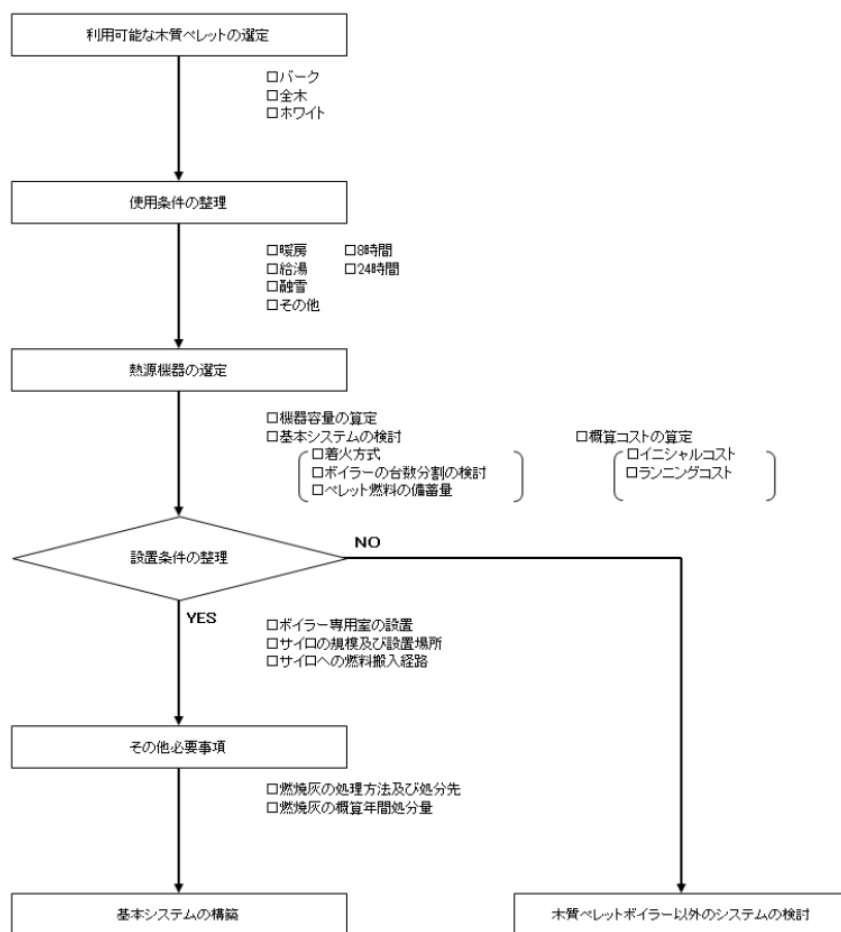 利用可能な木質ペレットの選定
□バーク
□全木
□ホワイト
使用条件の整理
□暖房 □8時間
□給湯 □24時間
□融雪
□その他
熱源機器の選定
□機器容量の算定
□基本システムの検討 □概算コストの算定
□着火方式 □イニシャルコスト
□ボイラーの台数分割の検討 □ランニングコスト
□ペレット燃料の備蓄量
設置条件の整理
NO
YES
□ボイラー専用室の設置
□サイロの規模及び設置場所
□サイロへの燃料搬入経路
その他必要事項
□燃焼灰の処理方法及び処分先
□燃焼灰の概算年間処分量
基本システムの構築 木質ペレットボイラー以外のシステムの検討